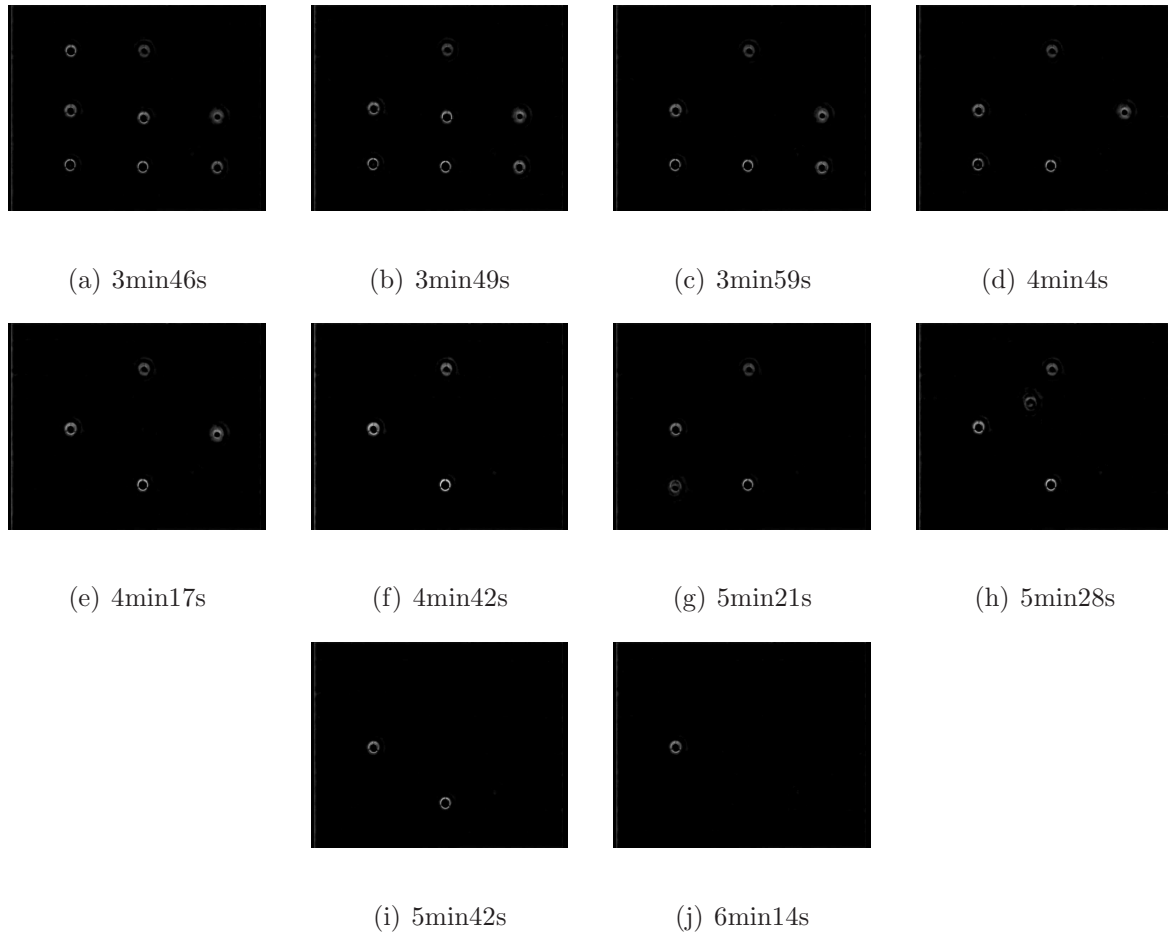 (a) 3min46s (b) 3min49s (c) 3min59s (d) 4min4s
(e) 4min17s (f) 4min42s (g) 5min21s (h) 5min28s
(i) 5min42s (j) 6min14s